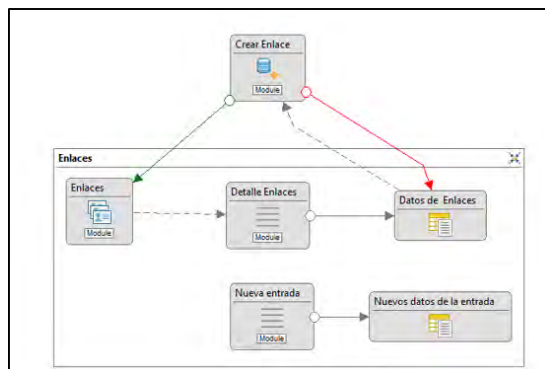 Crear Enlace
Module
Enlaces
Enlaces
Module
Detalle Enlaces
Module
Datos de Enlaces
Nueva entrada
Module
Nuevos datos de la entrada